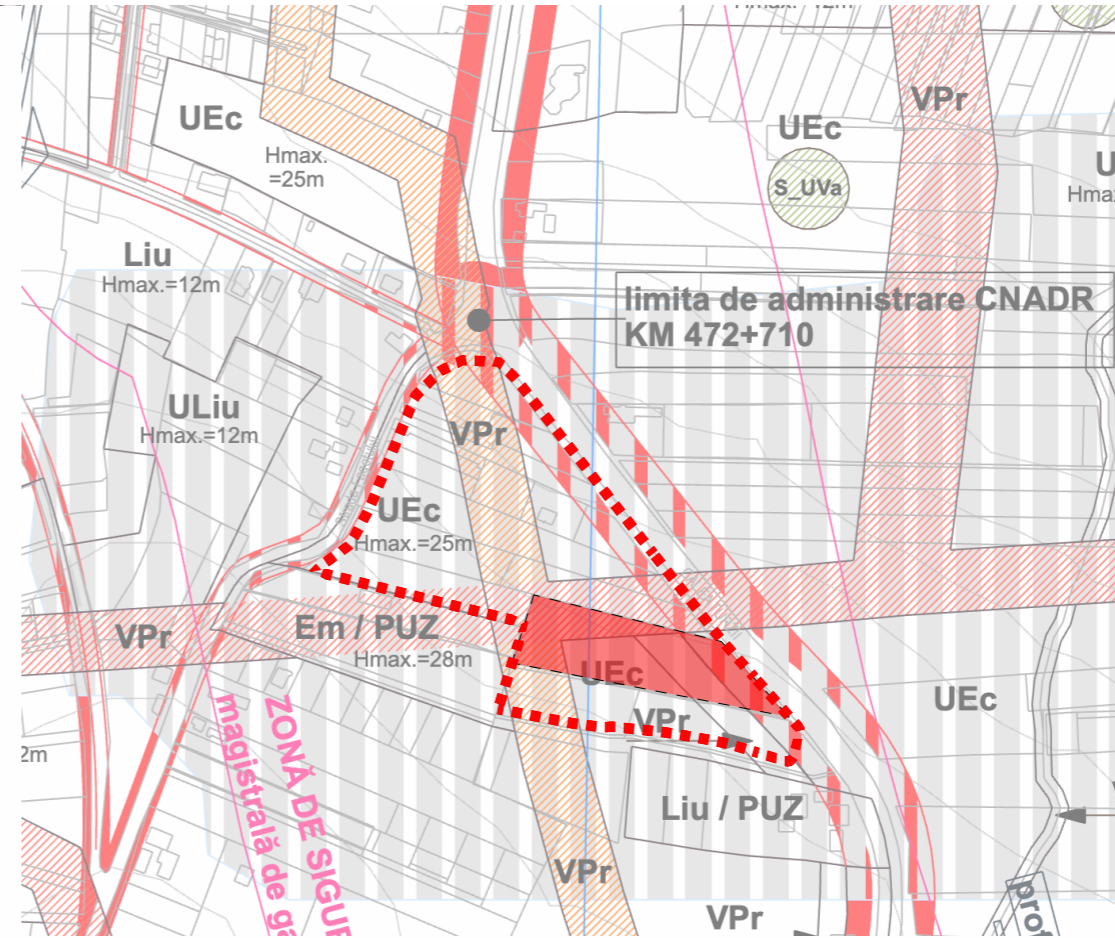 UEc
Hmax.
=25m
VPr
UEc
S_UVa
Liu
Hmax.=12m
limita de administrare CNADR
KM 472+710
ULiu
Hmax.=12m
VPr
UEc
Hmax.=25m
VPr
Em / PUZ
Hmax.=28m
UEc
VPr
UEc
Liu / PUZ
VPr
VPr
ZONĂ DE SIGUR
magistrală de ga
prof
2m